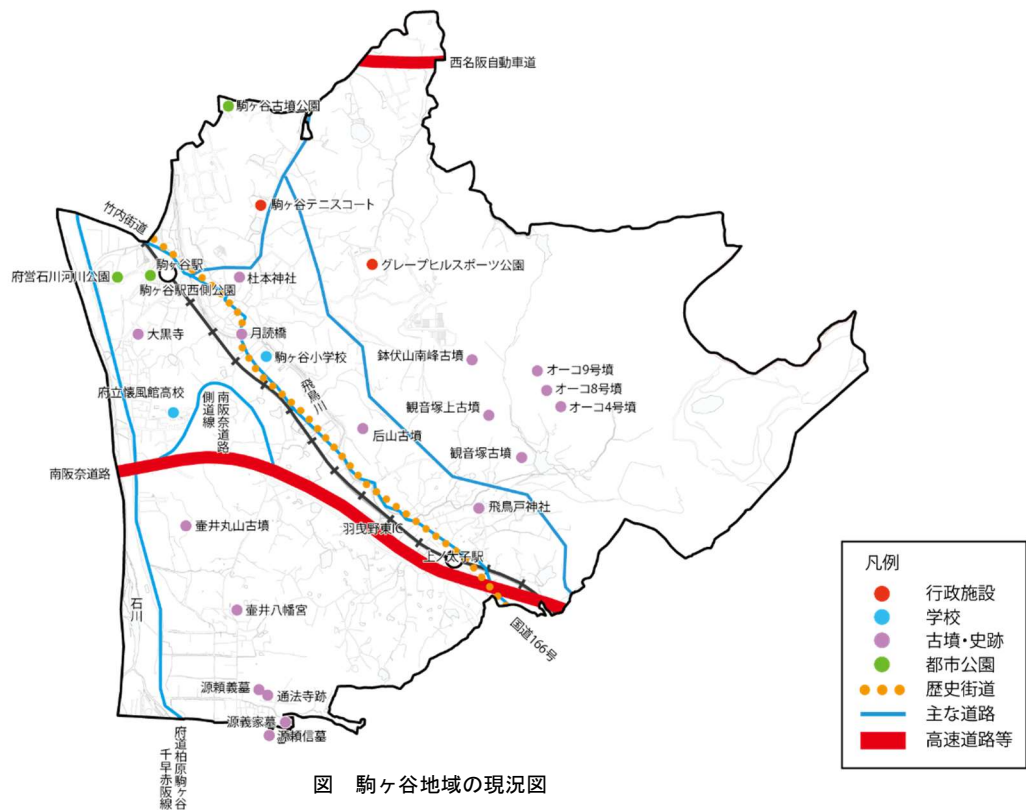 西名阪自動車道
駒ヶ谷古墳公園
駒ヶ谷テニスコート
竹内街道
駒ヶ谷駅
グレープヒルスポーツ公園
府営石川河川公園
杜本神社
駒ヶ谷駅西側公園
大黒寺
月読橋
駒ヶ谷小学校
鉢伏山南峰古墳
オーコ9号墳
オーコ8号墳
オーコ4号墳
府立懐風館高校
南阪奈道路
側道線
飛鳥川
観音塚上古墳
后山古墳
観音塚古墳
南阪奈道路
飛鳥戸神社
壷井丸山古墳
羽曳野東IC
上ノ太子駅
石川
壷井八幡宮
国道166号
源頼義墓
通法寺跡
源義家墓
源頼信墓
府道柏原駒ヶ谷
千早赤阪線
凡例
行政施設
学校
古墳・史跡
都市公園
歴史街道
主な道路
高速道路等
図 駒ヶ谷地域の現況図